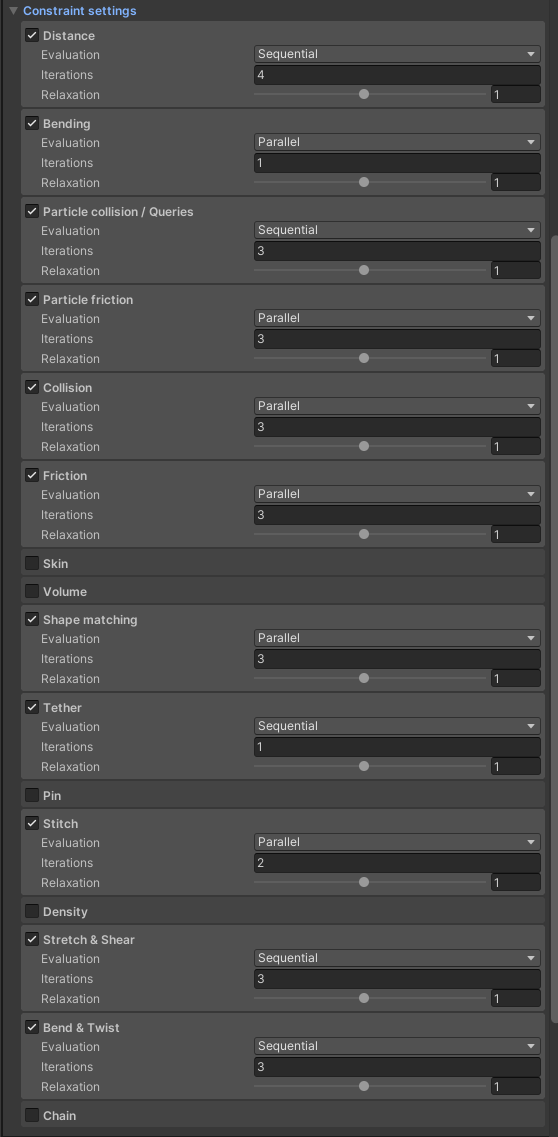 Constraint settings
Distance
Evaluation Sequential
Iterations 4
Relaxation 1
Bending
Evaluation Parallel
Iterations 1
Relaxation 1
Particle collision / Queries
Evaluation Sequential
Iterations 3
Relaxation 1
Particle friction
Evaluation Parallel
Iterations 3
Relaxation 1
Collision
Evaluation Parallel
Iterations 3
Relaxation 1
Friction
Evaluation Parallel
Iterations 3
Relaxation 1
Skin
Volume
Shape matching
Evaluation Parallel
Iterations 3
Relaxation 1
Tether
Evaluation Sequential
Iterations 1
Relaxation 1
Pin
Stitch
Evaluation Parallel
Iterations 2
Relaxation 1
Density
Stretch & Shear
Evaluation Sequential
Iterations 3
Relaxation 1
Bend & Twist
Evaluation Sequential
Iterations 3
Relaxation 1
Chain